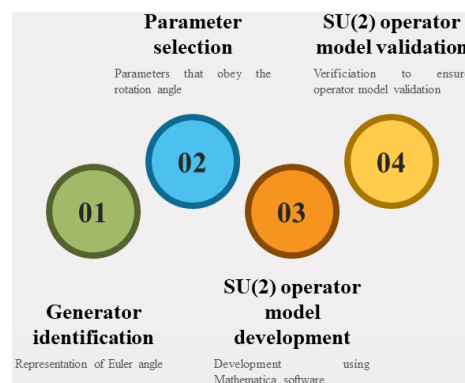 Parameter
selection
Parameters that obey the
rotation angle
SU(2) operator
model validation
Verificiation to ensure
operator model validation
01
02
03
04
Generator
identification
Representation of Euler angle
SU(2) operator
model
development
Development using
Mathematica software